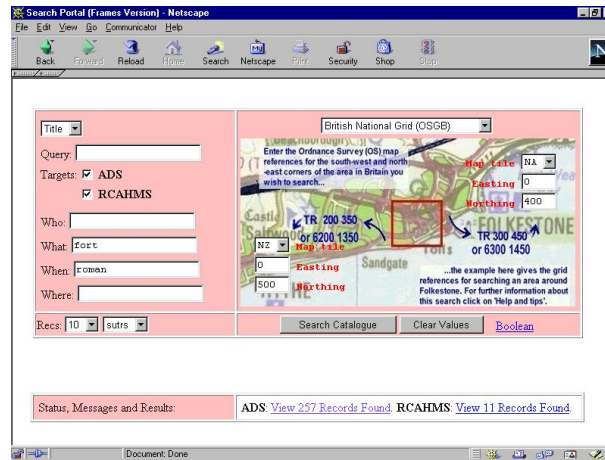 Search Portal (Frames Version) - Netscape
File Edit View Go Communicator Help
Back Forward Reload Home Search Netscape Print Security Shop Stop
Title
British National Grid (OSGB)
Query:
Targets: ADS
RCAHMS
Who:
What: fort
When: roman
Where:
Enter the Ordnance Survey (OS) map
references for the south-west and north
-east corners of the area in Britain you
wish to search...
Map tile NA
Easting 0
Northing 400
Castle
TR 200 350
or 6200 1350
FOLKESTONE
TR 300 450
or 6300 1450
NZ Map tile
0 Easting
500 Northing
Sandgate
...the example here gives the grid
references for searching an area around
Folkestone. For further information about
this search click on 'Help and tips'.
Recs: 10 sutrs
Search Catalogue Clear Values Boolean
Status, Messages and Results:
ADS: View 257 Records Found. RCAHMS: View 11 Records Found.
Document: Done